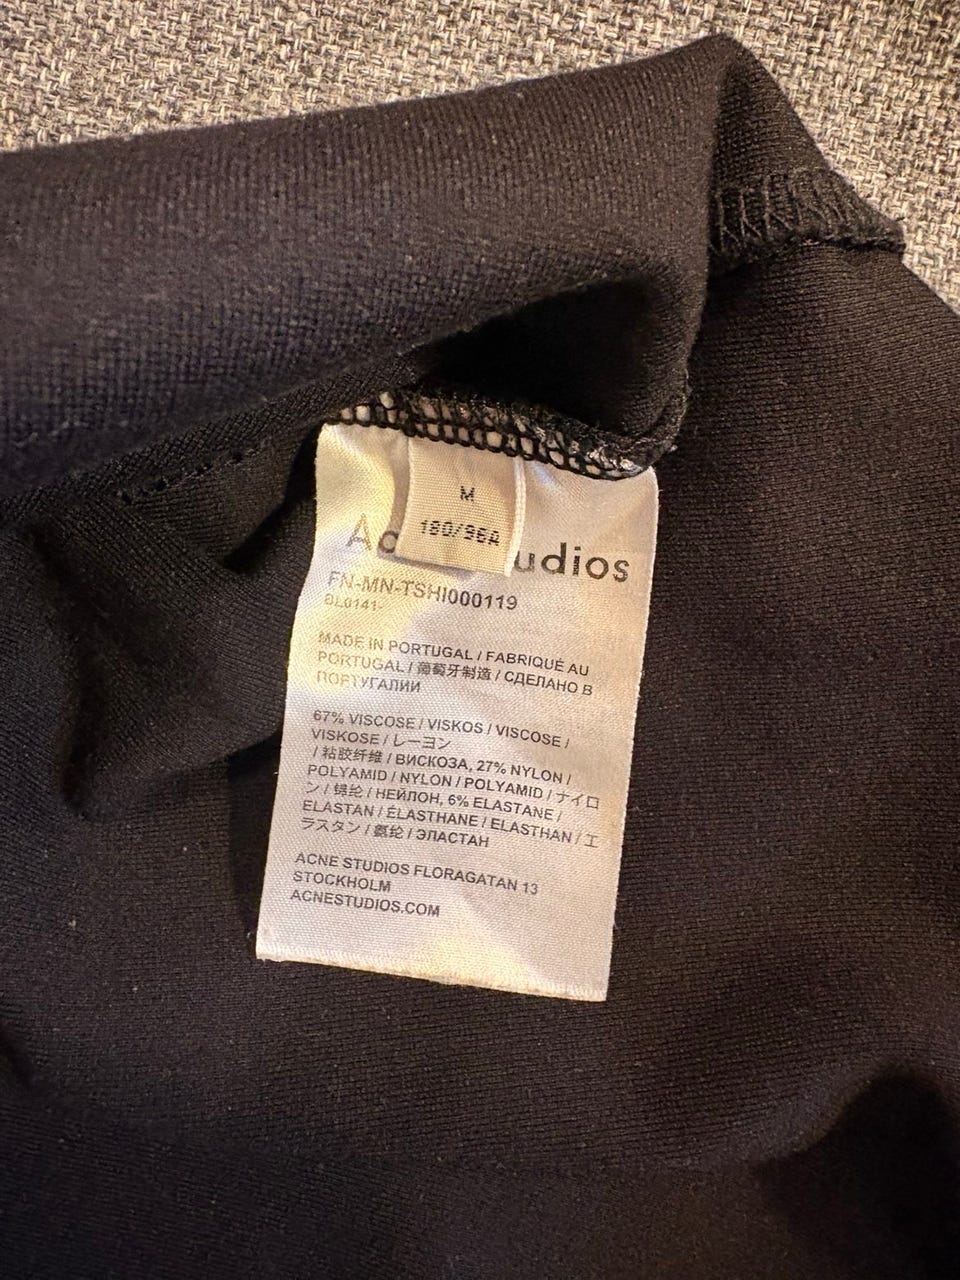 M
180/96A
Ac udios
FN-MN-TSHI000119
BL0141-
MADE IN PORTUGAL / FABRIQUÉ AU
PORTUGAL / 葡萄牙制造 / СДЕЛАНО В
ПОРТУГАЛИИ
67% VISCOSE / VISKOS / VISCOSE /
VISKOSE / レーヨン
/ 粘胶纤维 / ВИСКОЗА, 27% NYLON /
POLYAMID / NYLON / POLYAMID / ナイロ
ン / 锦纶 / НЕЙЛОН, 6% ELASTANE /
ELASTAN / ÉLASTHANE / ELASTHAN / エ
ラスタン / 氨纶 / ЭЛАСТАН
ACNE STUDIOS FLORAGATAN 13
STOCKHOLM
ACNESTUDIOS.COM